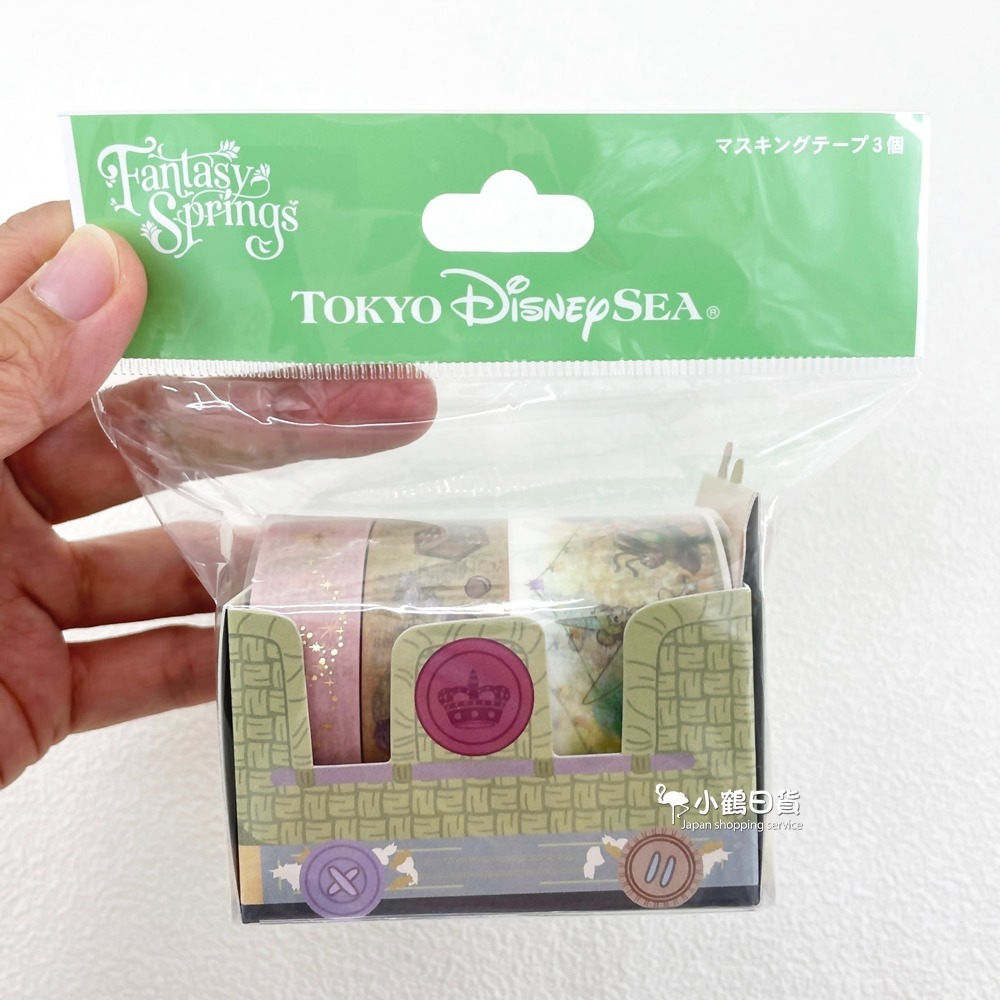 Fantasy
Springs
マスキングテープ3個
TOKYO DISNEYSEA®
小鶴日貨
Japan shopping service